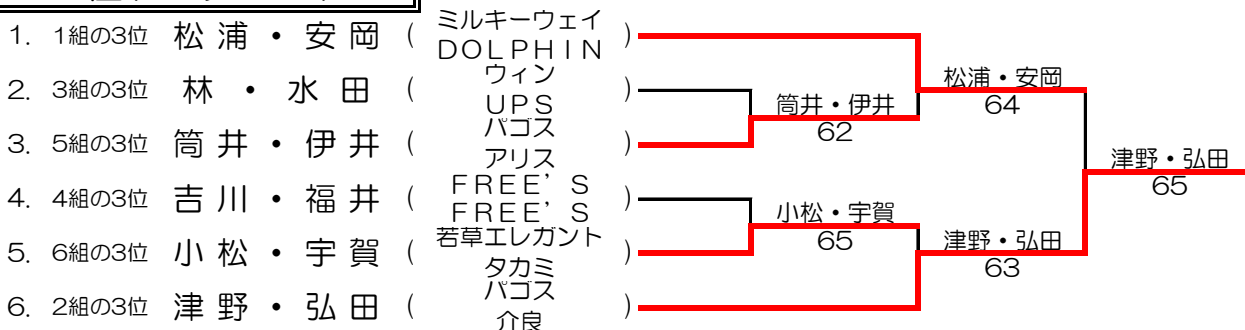 1. 1組の3位 松浦・安岡 ( ミルキーウェイ DOLPHIN )
2. 3組の3位 林・水田 ( ウィン UPS )
3. 5組の3位 筒井・伊井 ( パゴス アリス )
4. 4組の3位 吉川・福井 ( FREE'S FREE'S )
5. 6組の3位 小松・宇賀 ( 若草エレガント タカミ )
6. 2組の3位 津野・弘田 ( パゴス 介良 )
筒井・伊井
62
小松・宇賀
65
松浦・安岡
64
津野・弘田
63
津野・弘田
65